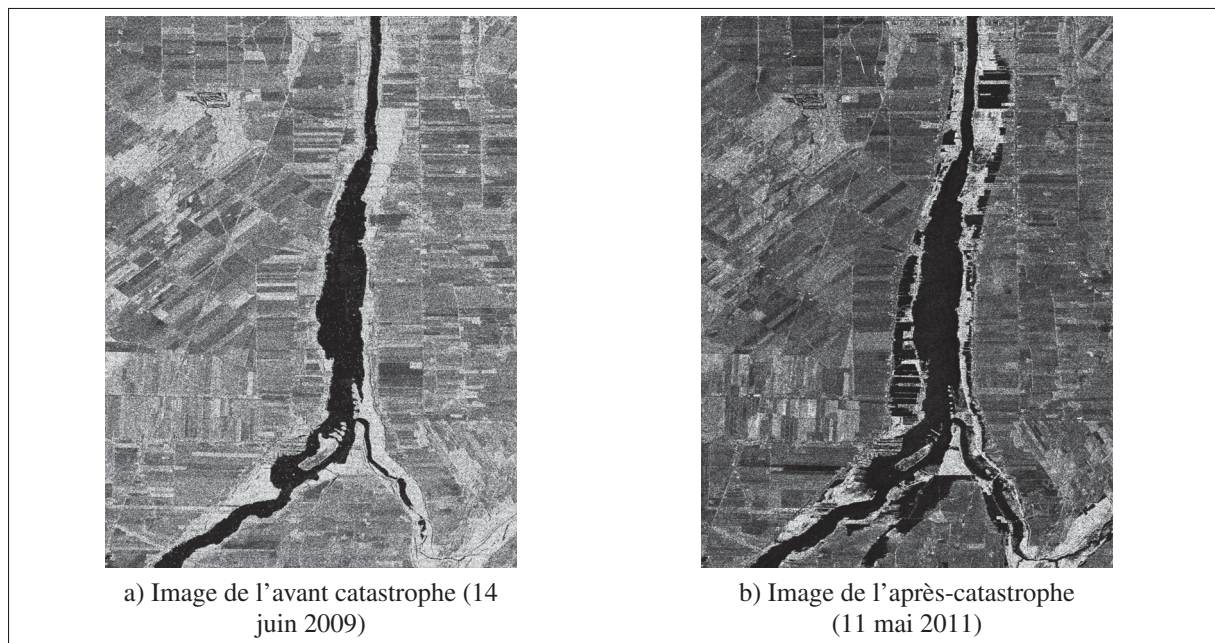 a) Image de l’avant catastrophe (14
juin 2009)
b) Image de l’après-catastrophe
(11 mai 2011)